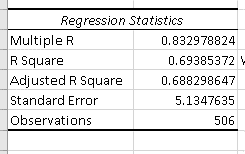 Regression Statistics
Multiple R 0.832978824
R Square 0.69385372
Adjusted R Square 0.688298647
Standard Error 5.1347635
Observations 506